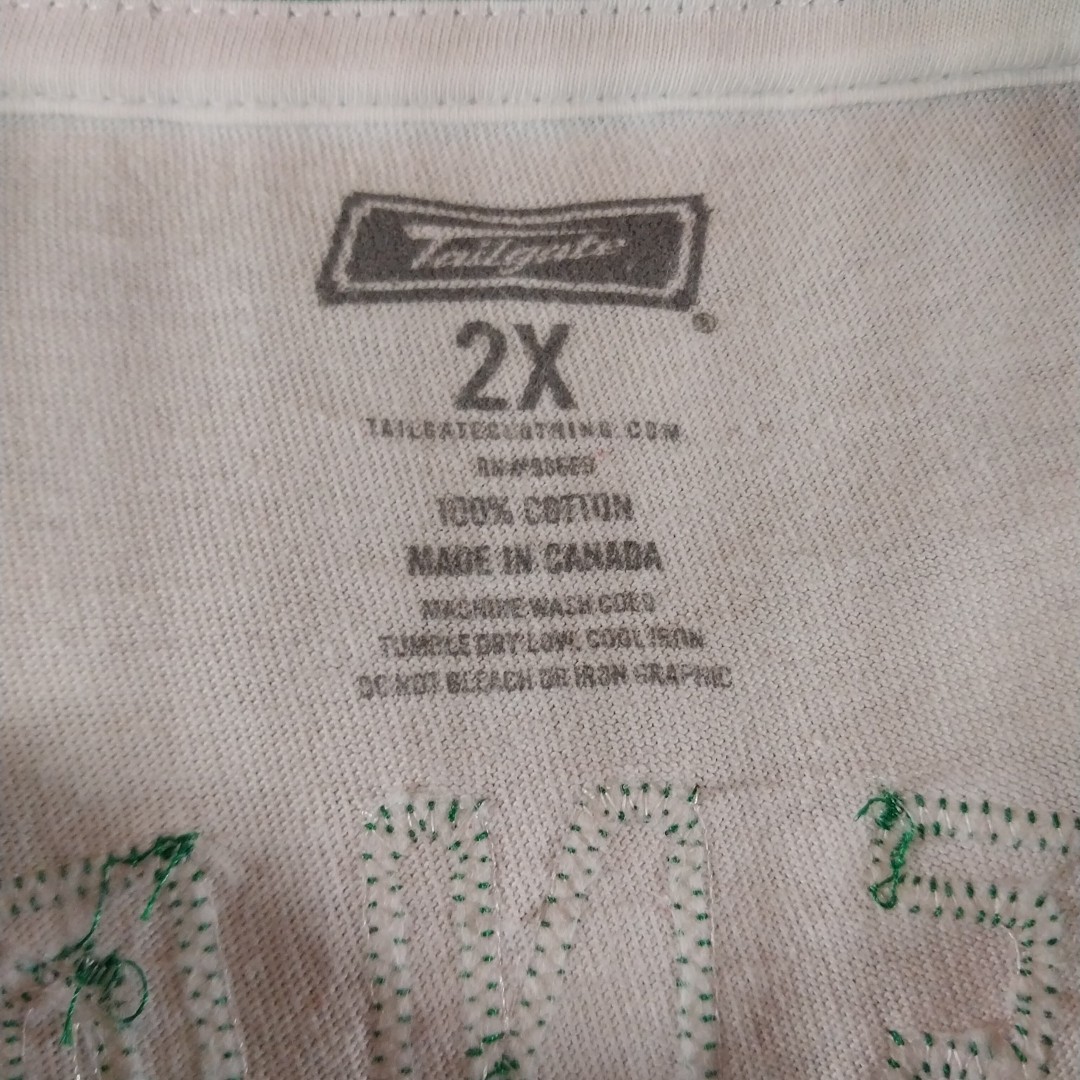 Tailgate
®
2X
TAILGATECLOTHING.COM
100% COTTON
MADE IN CANADA
MACHINE WASH COLD
TUMBLE DRY LOW. COOL IRON
DO NOT BLEACH OR IRON GRAPHIC